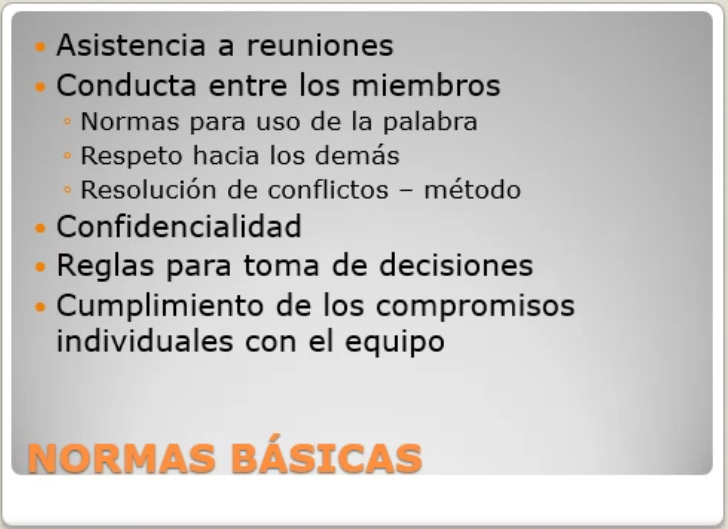 • Asistencia a reuniones
• Conducta entre los miembros
◦ Normas para uso de la palabra
◦ Respeto hacia los demás
◦ Resolución de conflictos – método
• Confidencialidad
• Reglas para toma de decisiones
• Cumplimiento de los compromisos
individuales con el equipo
NORMAS BÁSICAS